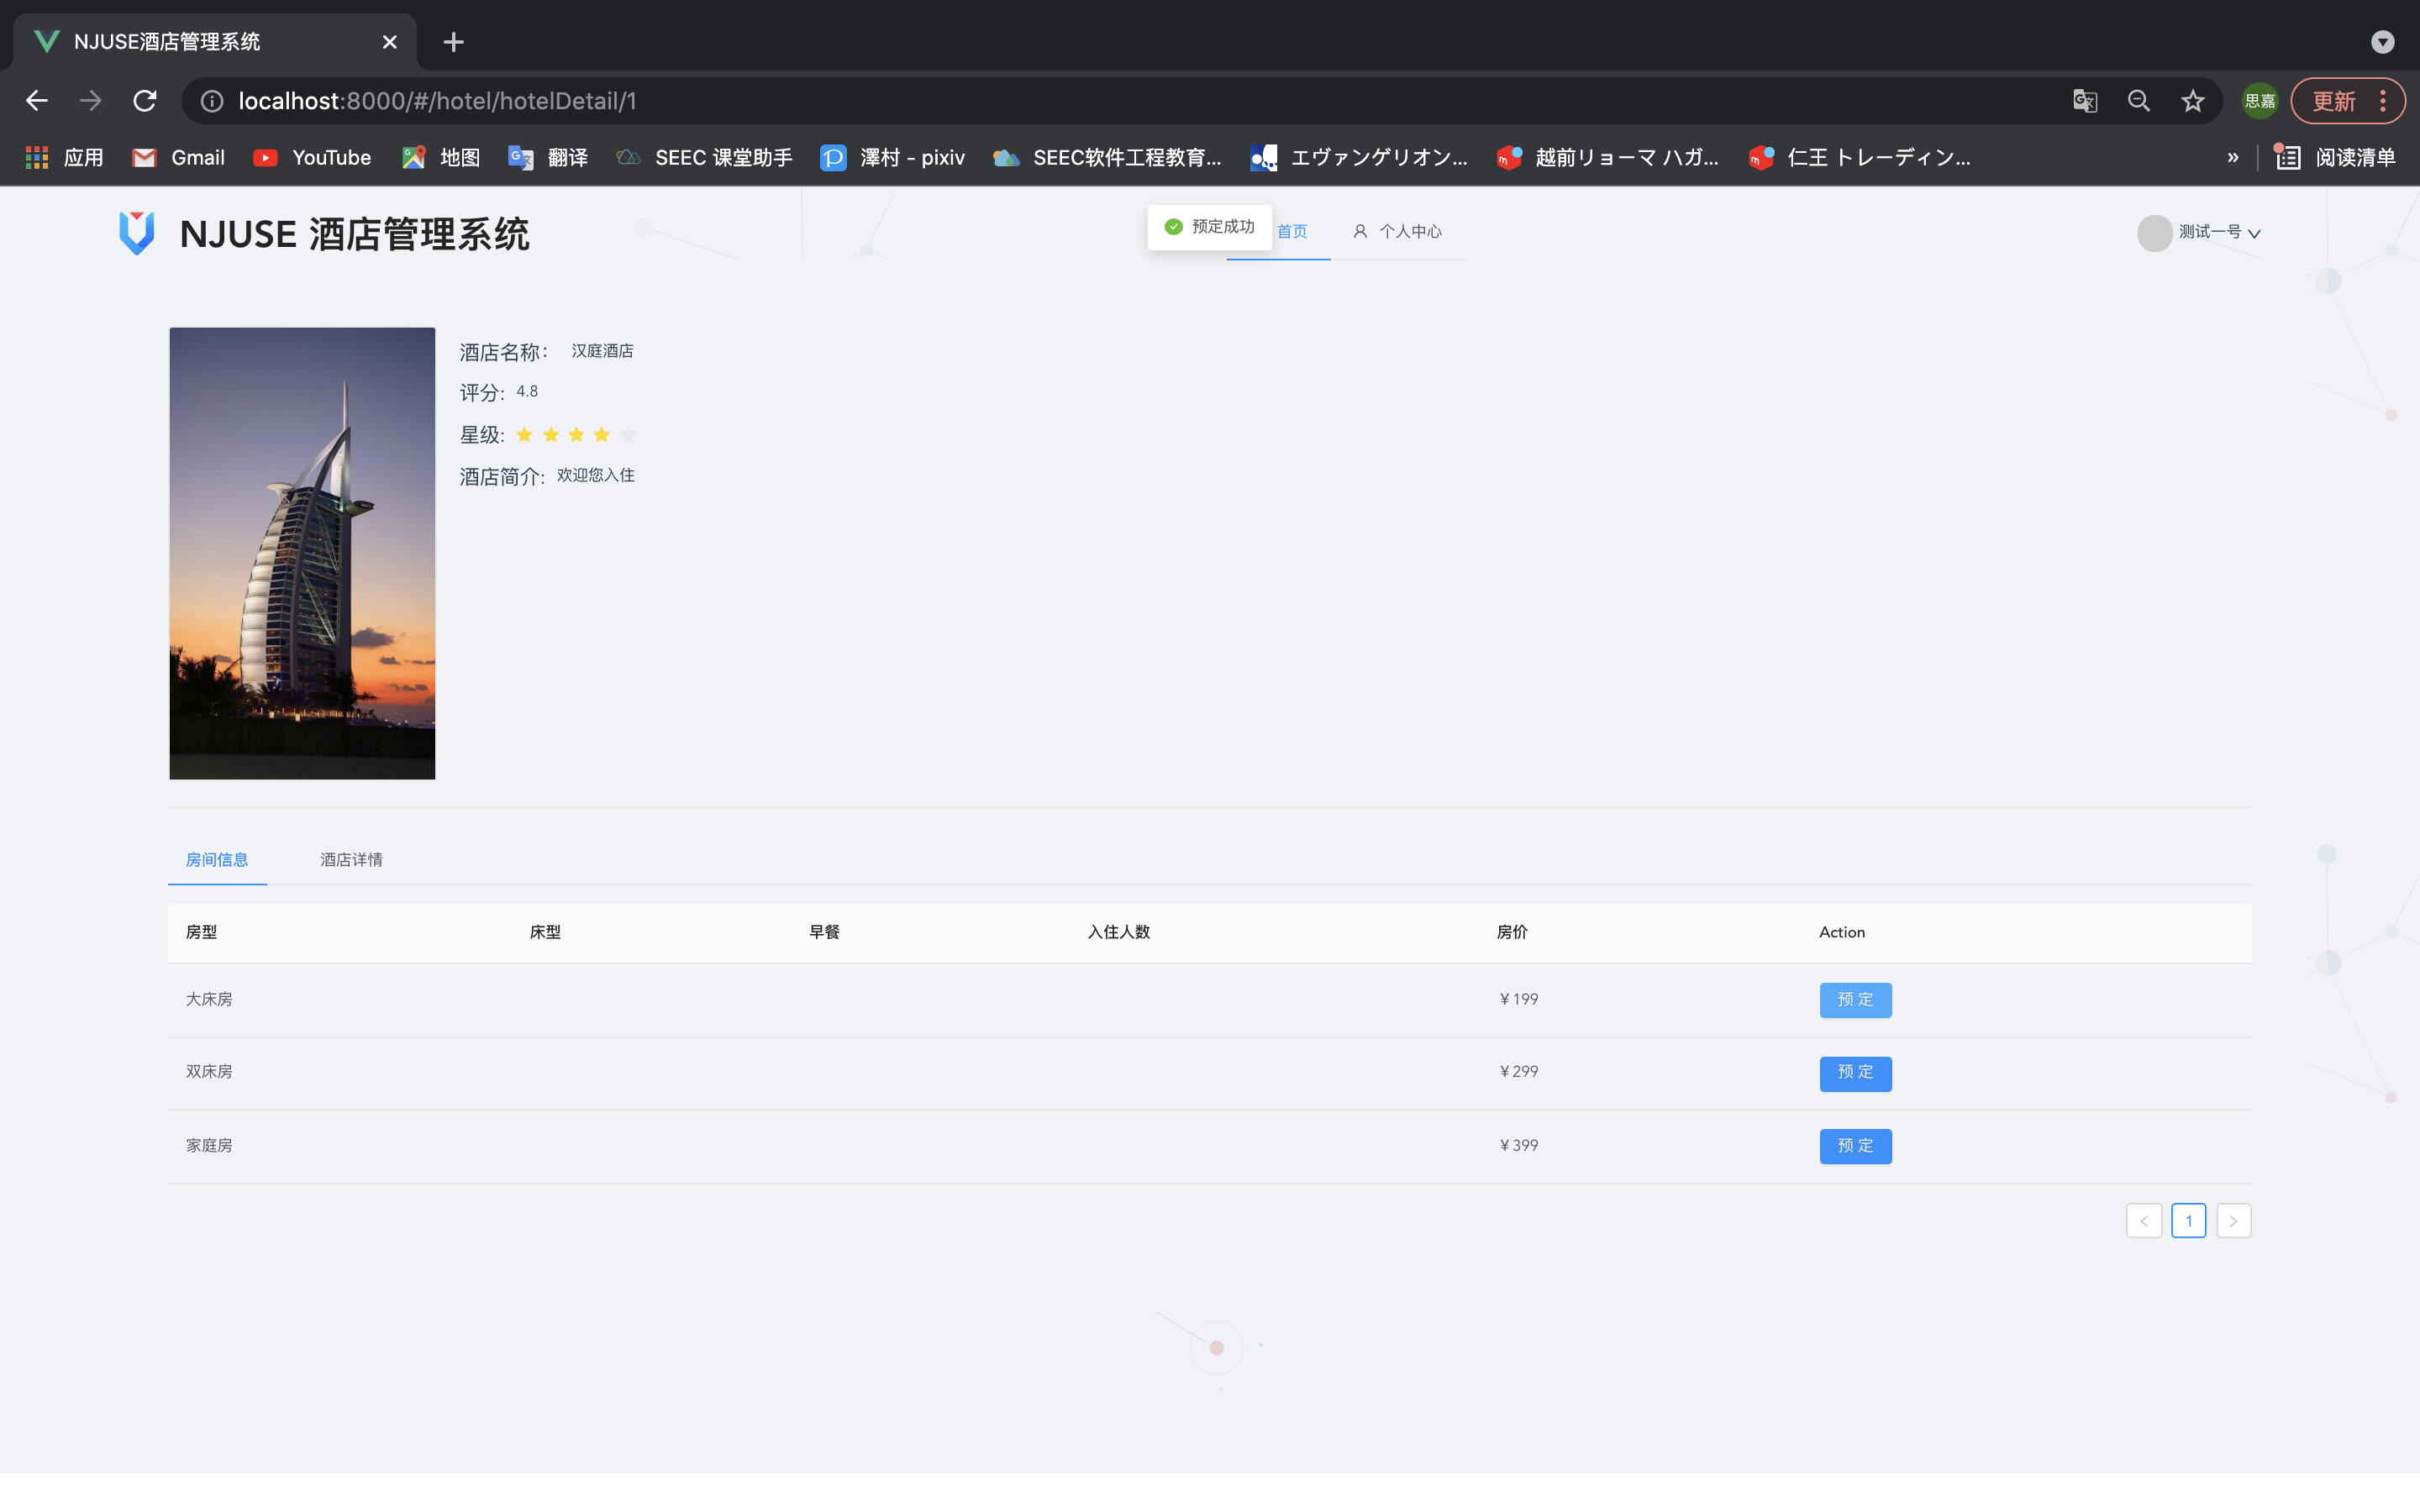 NJUSE酒店管理系统
localhost:8000/#/hotel/hotelDetail/1
思嘉
更新
应用
Gmail
YouTube
地图
翻译
SEEC 课堂助手
澤村 - pixiv
SEEC软件工程教育...
エヴァンゲリオン...
越前リョーマ ハガ...
仁王 トレーディン...
»
阅读清单
NJUSE 酒店管理系统
预定成功
首页
个人中心
测试一号
酒店名称： 汉庭酒店
评分: 4.8
星级:
酒店简介: 欢迎您入住
房间信息 酒店详情
房型 床型 早餐 入住人数 房价 Action
大床房 ￥199 预 定
双床房 ￥299 预 定
家庭房 ￥399 预 定
< 1 >